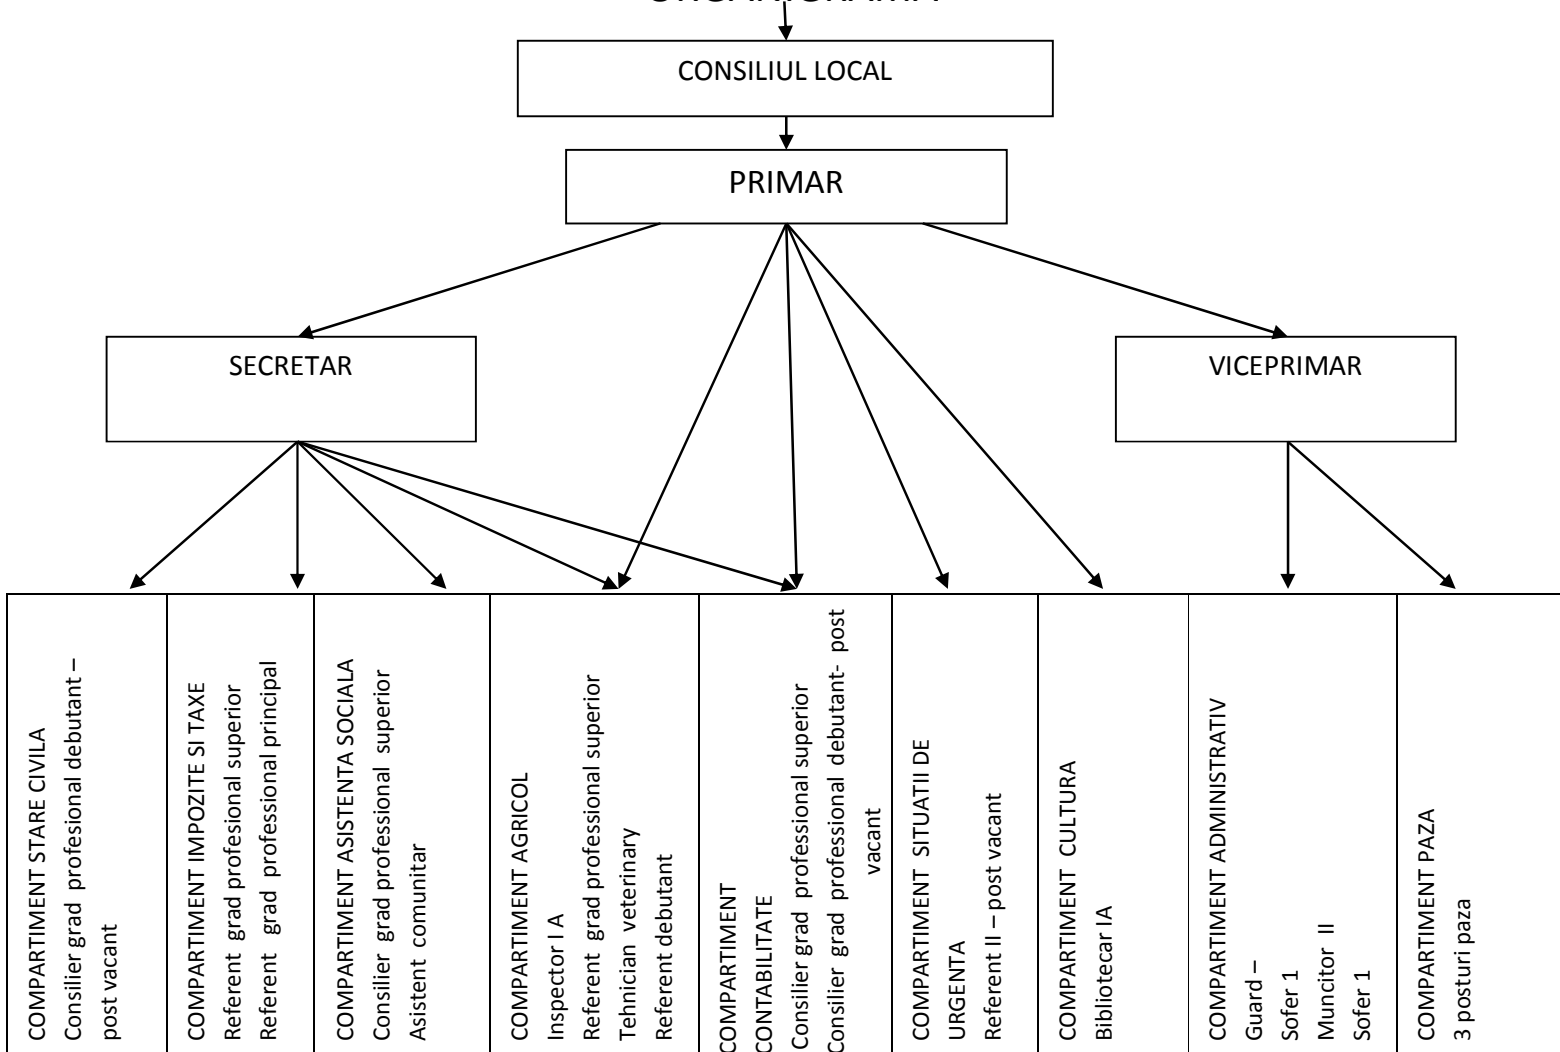 CONSILIUL LOCAL
PRIMAR
SECRETAR
VICEPRIMAR
COMPARTIMENT STARE CIVILA
Consilier grad profesional debutant –
post vacant
COMPARTIMENT IMPOZITE SI TAXE
Referent grad profesional superior
Referent grad professional principal
COMPARTIMENT ASISTENTA SOCIALA
Consilier grad profesional superior
Asistent comunitar
COMPARTIMENT AGRICOL
Inspector I A
Referent grad professional superior
Tehnician veterinary
Referent debutant
COMPARTIMENT
CONTABILITATE
Consilier grad professional superior
Consilier grad professional debutant- post
vacant
COMPARTIMENT SITUATII DE
URGENTA
Referent II – post vacant
COMPARTIMENT CULTURA
Bibliotecar IA
COMPARTIMENT ADMINISTRATIV
Guard –
Sofer 1
Muncitor II
Sofer 1
COMPARTIMENT PAZA
3 posturi paza